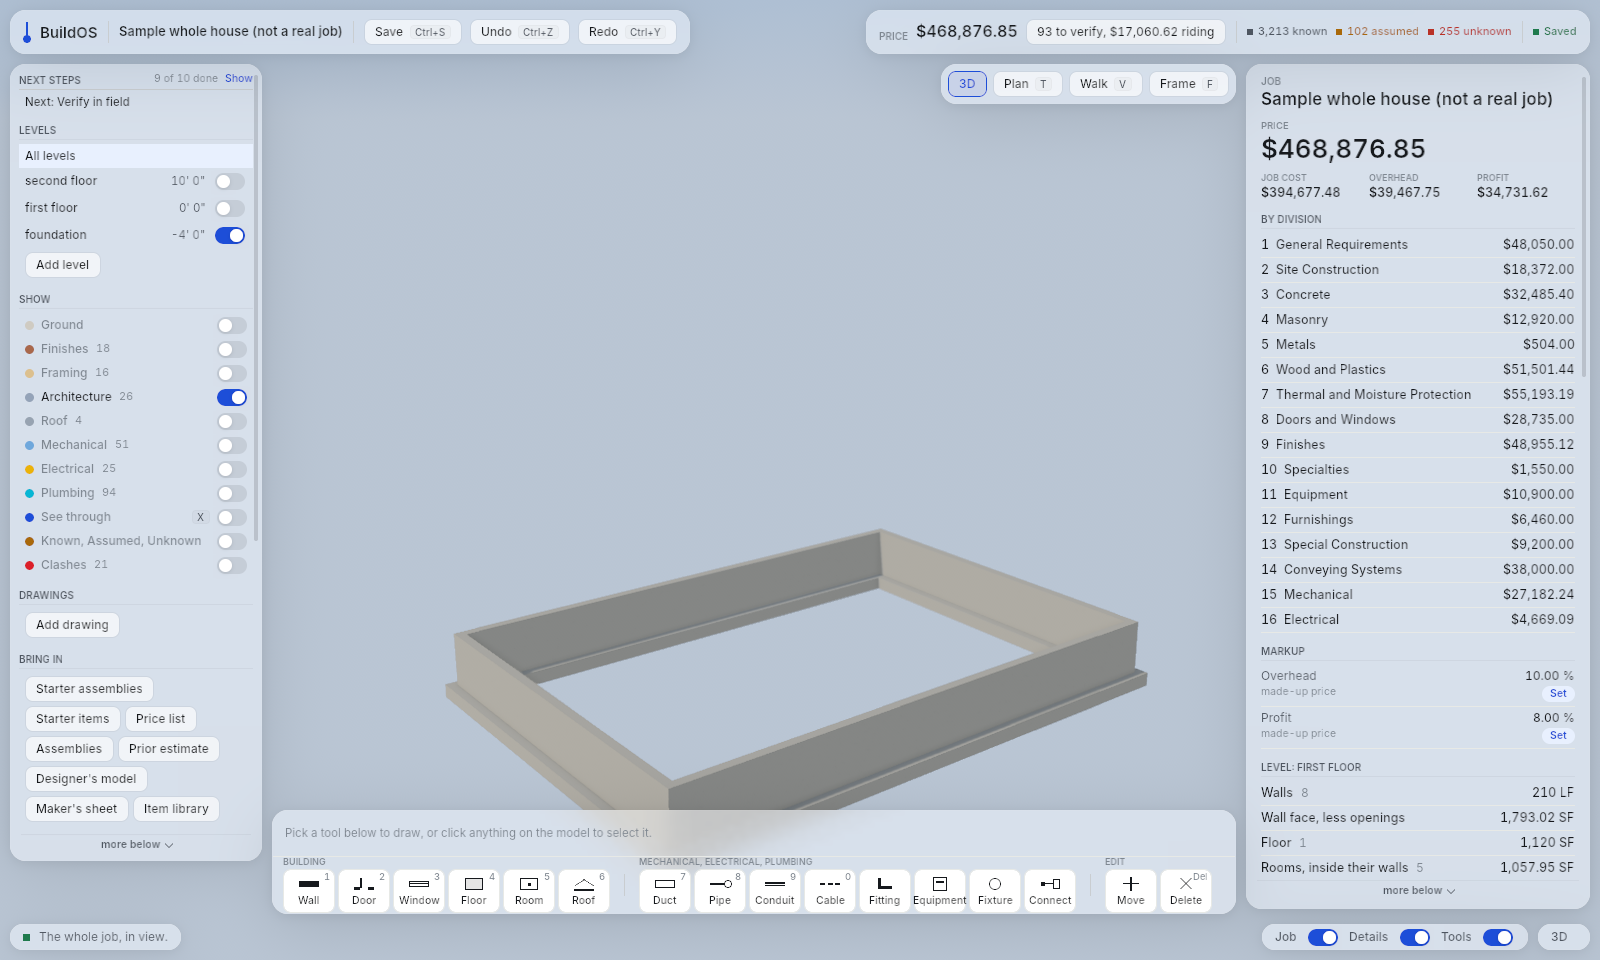 BuildOS
Sample whole house (not a real job)
Save Ctrl+S
Undo Ctrl+Z
Redo Ctrl+Y
PRICE $468,876.85
93 to verify, $17,060.62 riding
3,213 known
102 assumed
255 unknown
Saved
NEXT STEPS
9 of 10 done Show
Next: Verify in field
LEVELS
All levels
second floor 10' 0"
first floor 0' 0"
foundation -4' 0"
Add level
SHOW
Ground
Finishes 18
Framing 16
Architecture 26
Roof 4
Mechanical 51
Electrical 25
Plumbing 94
See through X
Known, Assumed, Unknown
Clashes 21
DRAWINGS
Add drawing
BRING IN
Starter assemblies
Starter items Price list
Assemblies Prior estimate
Designer's model
Maker's sheet Item library
more below
The whole job, in view.
3D
Plan T
Walk V
Frame F
Pick a tool below to draw, or click anything on the model to select it.
BUILDING
Wall 1
Door 2
Window 3
Floor 4
Room 5
Roof 6
MECHANICAL, ELECTRICAL, PLUMBING
Duct 7
Pipe 8
Conduit 9
Cable 0
Fitting
Equipment
Fixture
Connect
EDIT
Move
Delete Del
JOB
Sample whole house (not a real job)
PRICE
$468,876.85
JOB COST OVERHEAD PROFIT
$394,677.48 $39,467.75 $34,731.62
BY DIVISION
1 General Requirements $48,050.00
2 Site Construction $18,372.00
3 Concrete $32,485.40
4 Masonry $12,920.00
5 Metals $504.00
6 Wood and Plastics $51,501.44
7 Thermal and Moisture Protection $55,193.19
8 Doors and Windows $28,735.00
9 Finishes $48,955.12
10 Specialties $1,550.00
11 Equipment $10,900.00
12 Furnishings $6,460.00
13 Special Construction $9,200.00
14 Conveying Systems $38,000.00
15 Mechanical $27,182.24
16 Electrical $4,669.09
MARKUP
Overhead 10.00 %
made-up price Set
Profit 8.00 %
made-up price Set
LEVEL: FIRST FLOOR
Walls 8 210 LF
Wall face, less openings 1,793.02 SF
Floor 1 1,120 SF
Rooms, inside their walls 5 1,057.95 SF
more below
Job
Details
Tools
3D